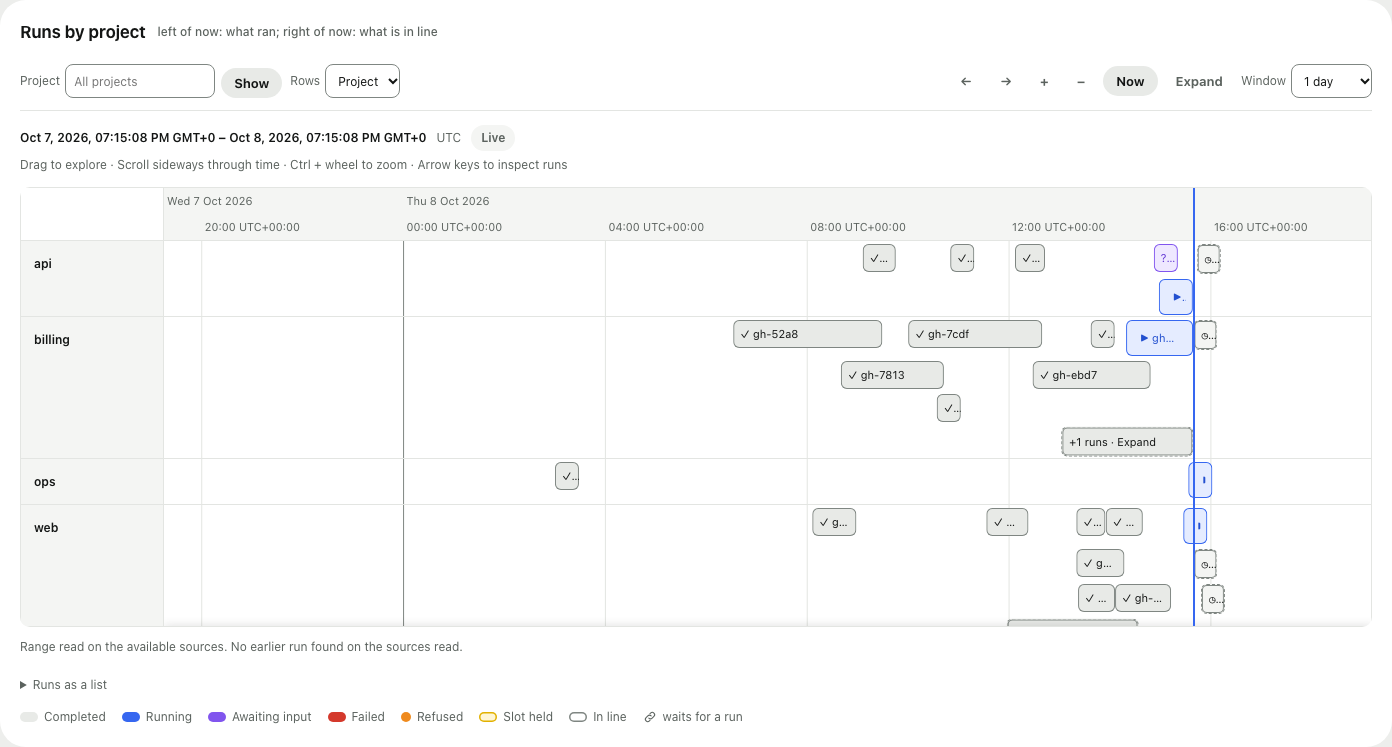 Runs by project left of now: what ran; right of now: what is in line
Project All projects Show Rows Project ← → + − Now Expand Window 1 day
Oct 7, 2026, 07:15:08 PM GMT+0 – Oct 8, 2026, 07:15:08 PM GMT+0 UTC Live
Drag to explore · Scroll sideways through time · Ctrl + wheel to zoom · Arrow keys to inspect runs
Wed 7 Oct 2026 Thu 8 Oct 2026
20:00 UTC+00:00 00:00 UTC+00:00 04:00 UTC+00:00 08:00 UTC+00:00 12:00 UTC+00:00 16:00 UTC+00:00
api ✓... ✓... ✓... ?... ◷...
▶...
billing ✓ gh-52a8 ✓ gh-7cdf ✓... ▶ gh... ◷...
✓ gh-7813 ✓ gh-ebd7
✓...
+1 runs · Expand
ops ✓...
web ✓ g... ✓ ... ✓... ✓ ...
✓ g... ◷...
✓ ... ✓ gh-... ◷...
Range read on the available sources. No earlier run found on the sources read.
▶ Runs as a list
Completed Running Awaiting input Failed Refused Slot held In line waits for a run